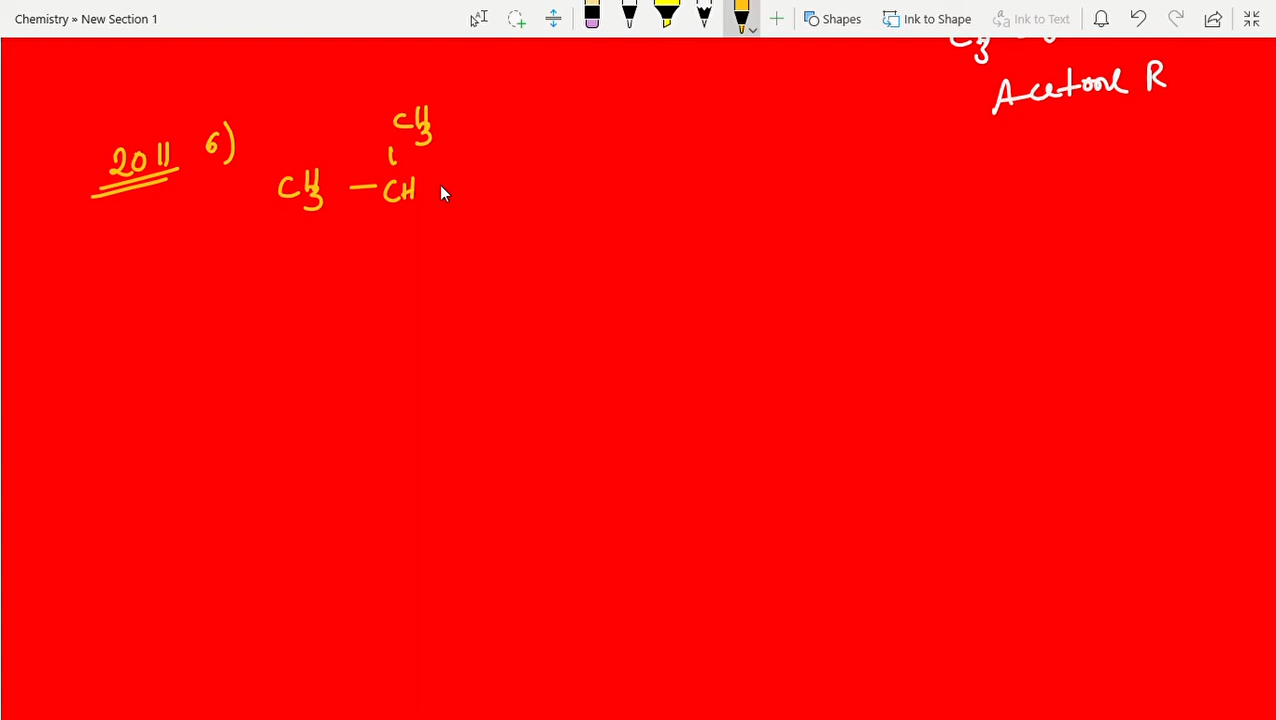 Chemistry » New Section 1 Shapes Ink to Shape Ink to Text
Acetone R
2011 6) CH3
CH3 — CH